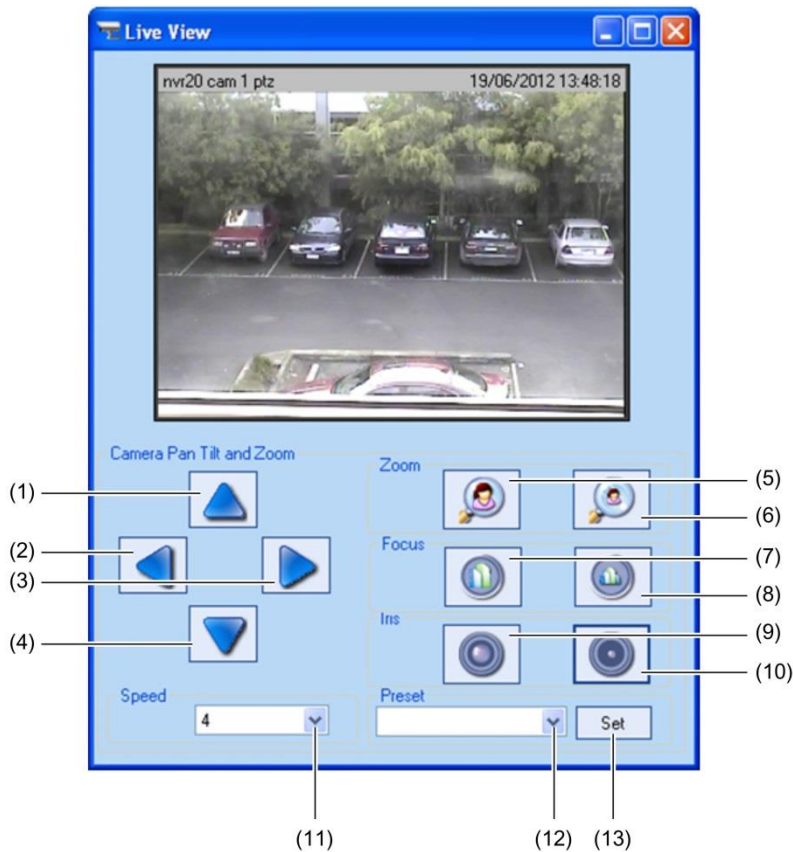 Live View
nvr20 cam 1 ptz 19/06/2012 13:48:18
Camera Pan Tilt and Zoom
Zoom
(1)
(5)
(6)
Focus
(2)
(3)
(7)
(8)
Iris
(4)
(9)
(10)
Speed
4
Preset
Set
(11)
(12)
(13)